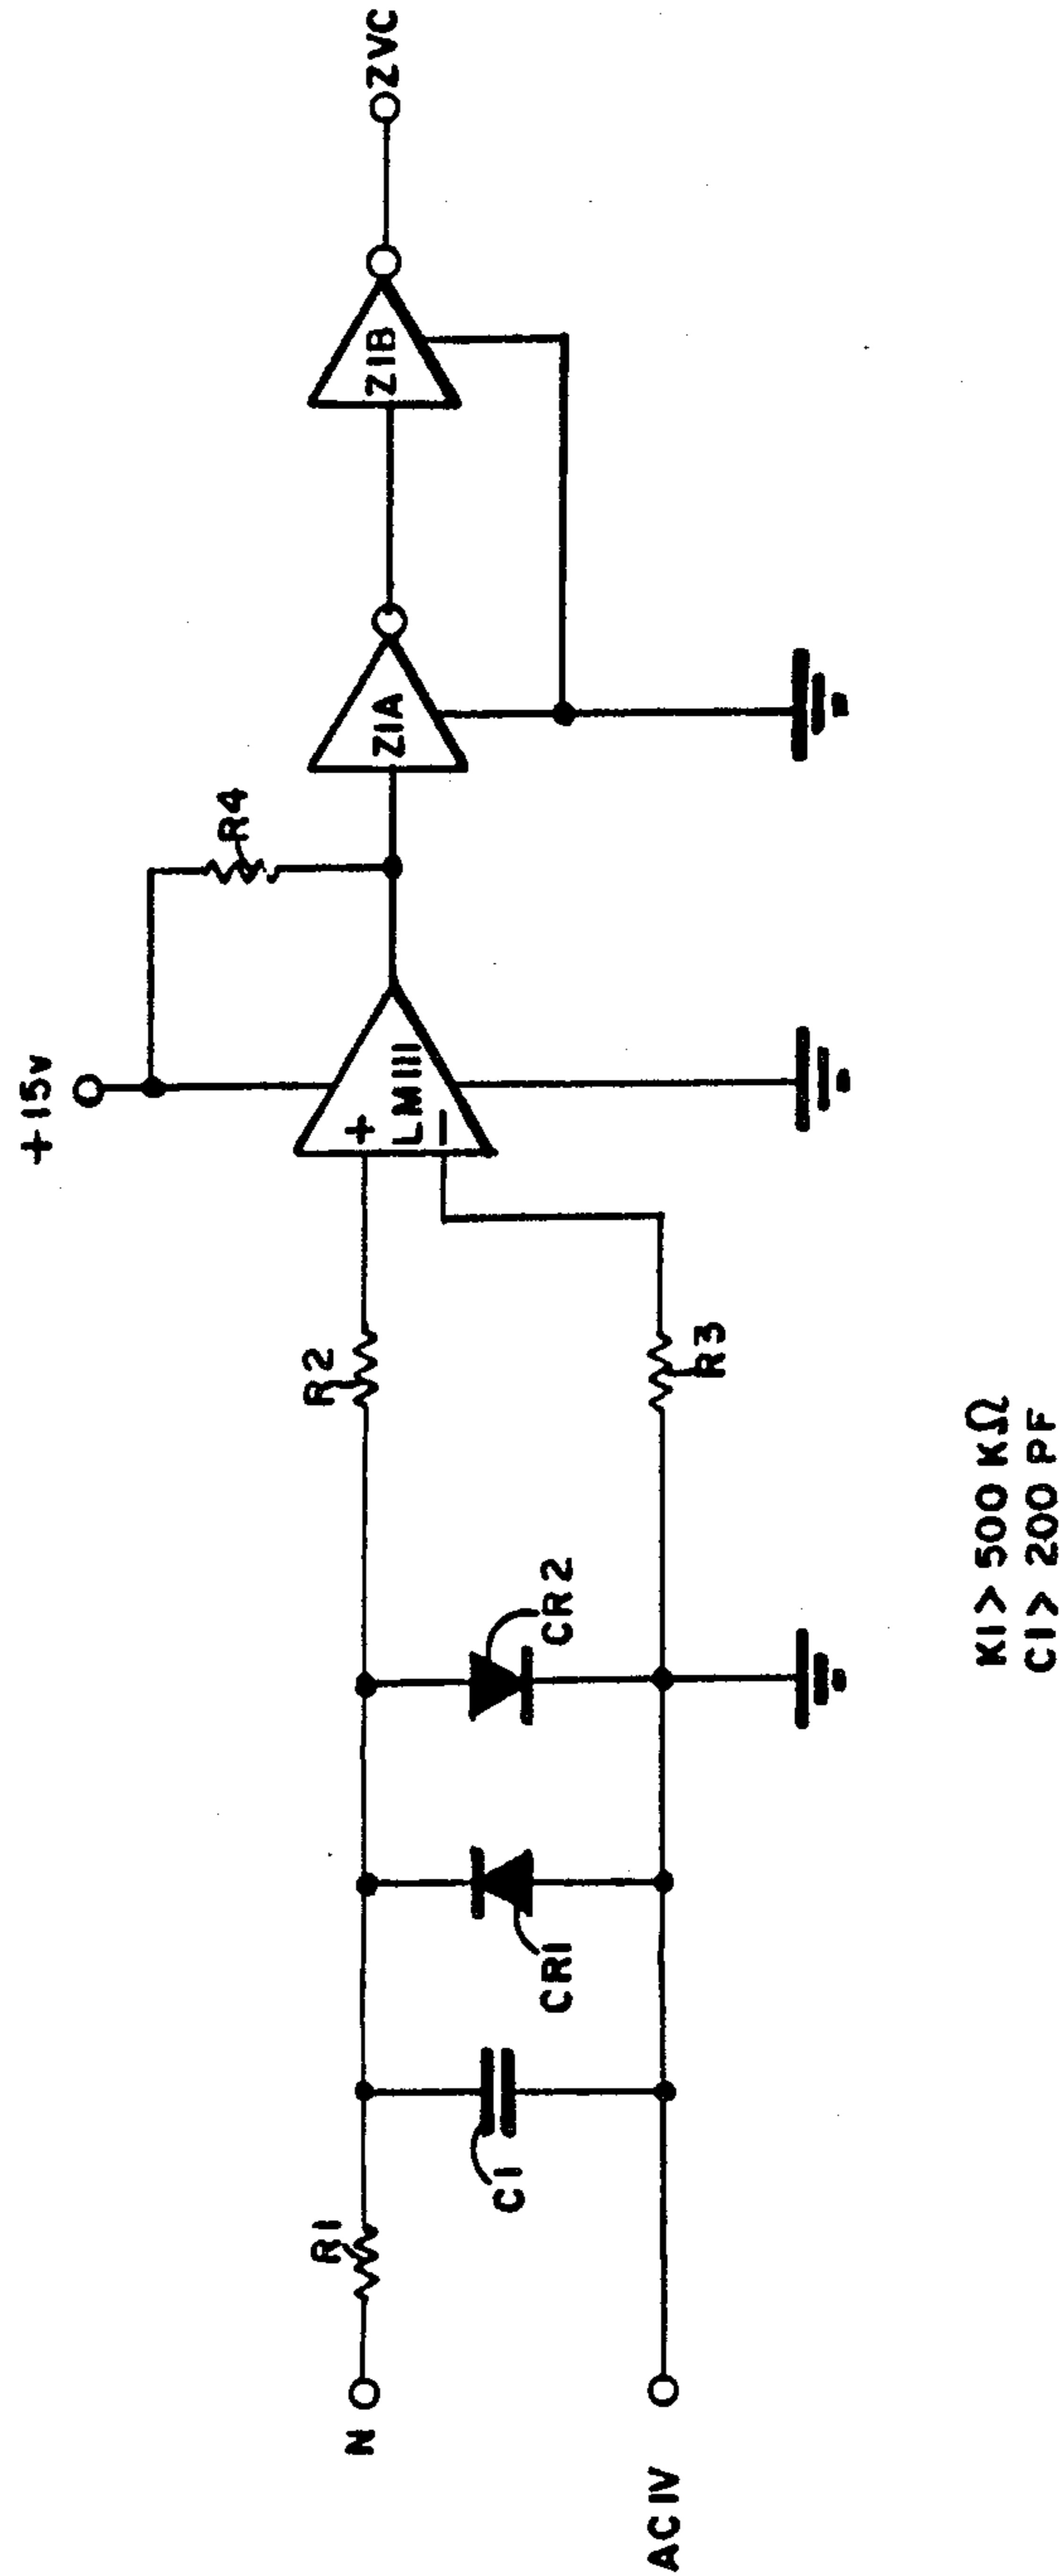 +15v
R4
N
R1
C1
CR1
CR2
R2
R3
+
LM111
−
Z1A
Z1B
ZVC
AC1V
K1>500 KΩ
C1> 200 PF